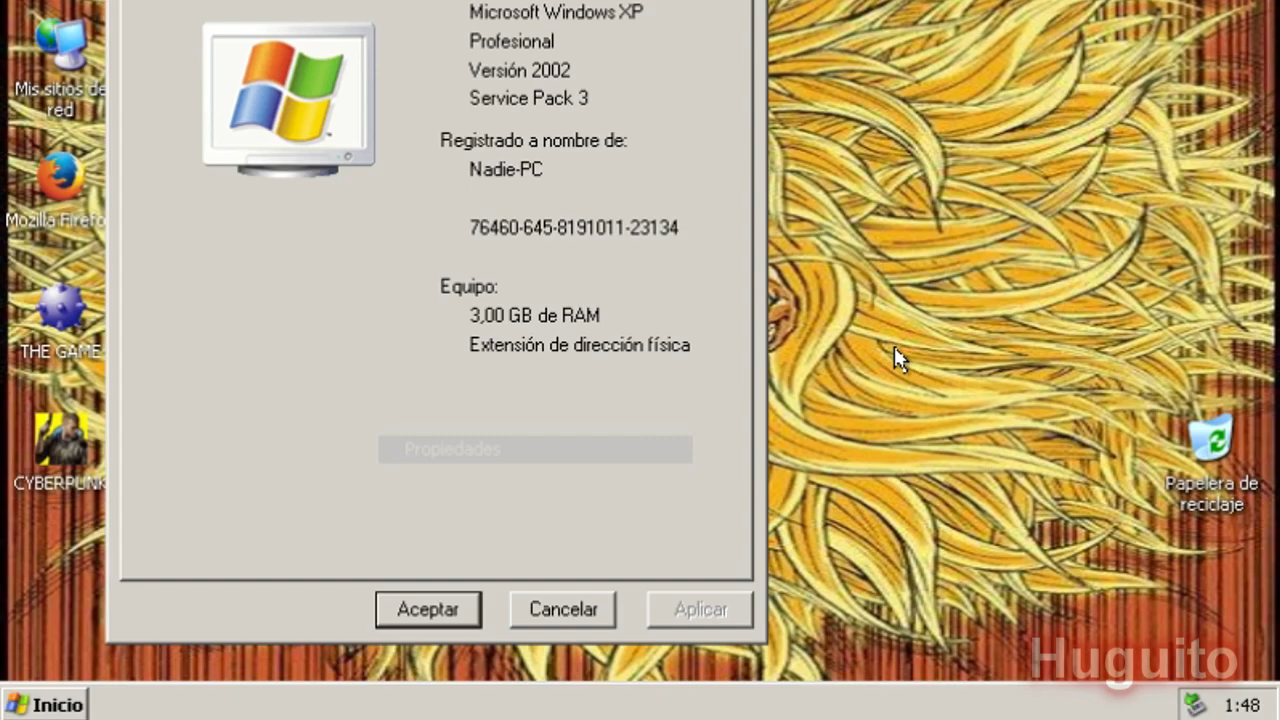 Microsoft Windows XP
Profesional
Versión 2002
Service Pack 3
Registrado a nombre de:
Nadie-PC
76460-645-8191011-23134
Equipo:
3,00 GB de RAM
Extensión de dirección física
Propiedades
Aceptar
Cancelar
Aplicar
Mis sitios de
red
Mozilla Firefo
THE GAME
CYBERPUNK
Papelera de
reciclaje
Huguito
Inicio
1:48